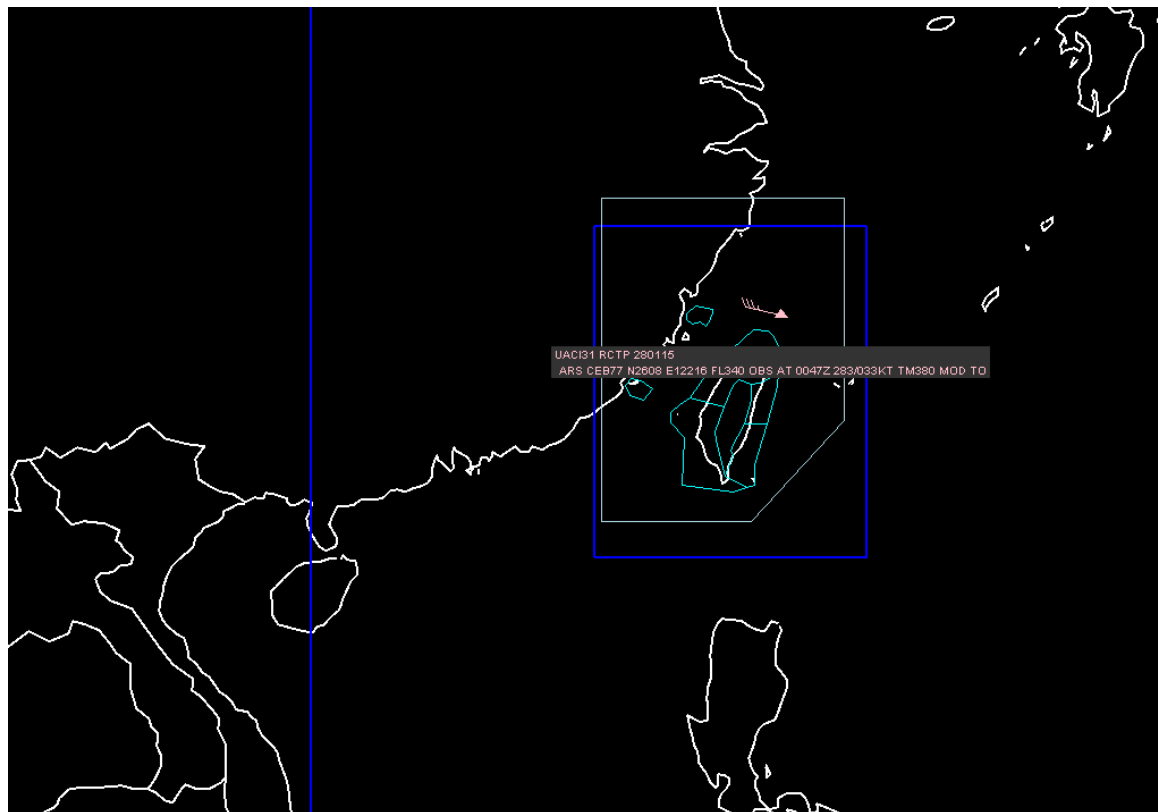 UACI31 RCTP 280115
ARS CEB77 N2608 E12216 FL340 OBS AT 0047Z 283/033KT TM380 MOD TO